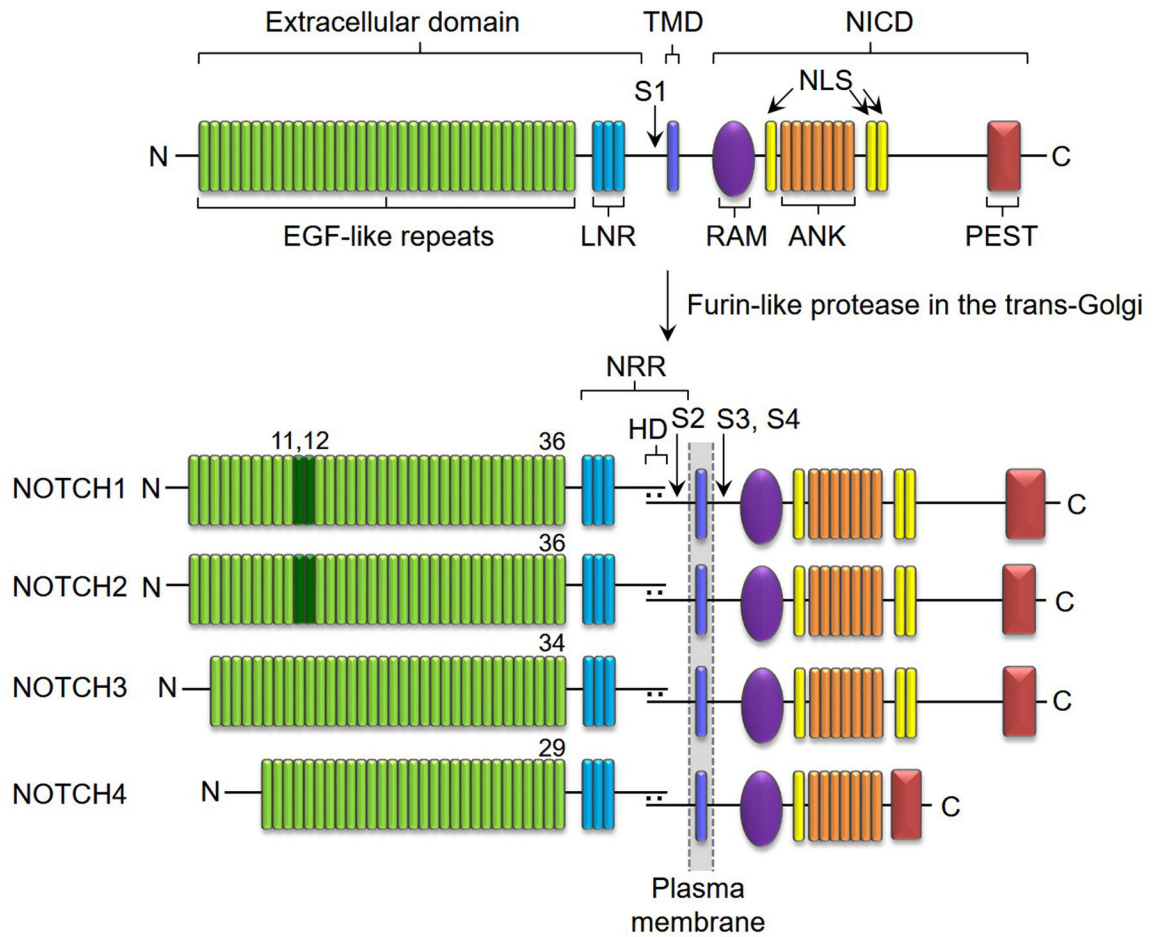 Extracellular domain TMD NICD
NLS
S1
N C
EGF-like repeats LNR RAM ANK PEST
Furin-like protease in the trans-Golgi
NRR
HD S2 S3, S4
11,12 36
NOTCH1 N C
36
NOTCH2 N C
34
NOTCH3 N C
29
NOTCH4 N C
Plasma
membrane